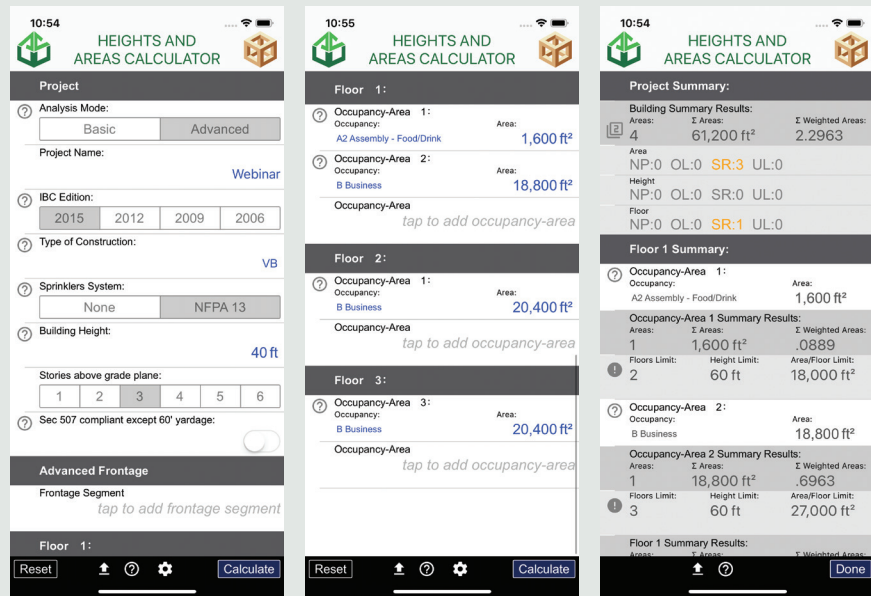 10:54
HEIGHTS AND
AREAS CALCULATOR
Project
Analysis Mode:
Basic Advanced
Project Name:
Webinar
IBC Edition:
2015 2012 2009 2006
Type of Construction:
VB
Sprinklers System:
None NFPA 13
Building Height:
40 ft
Stories above grade plane:
1 2 3 4 5 6
Sec 507 compliant except 60' yardage:
Advanced Frontage
Frontage Segment
tap to add frontage segment
Floor 1:
Reset Calculate
10:55
HEIGHTS AND
AREAS CALCULATOR
Floor 1:
Occupancy-Area 1:
Occupancy: Area:
A2 Assembly - Food/Drink 1,600 ft²
Occupancy-Area 2:
Occupancy: Area:
B Business 18,800 ft²
Occupancy-Area
tap to add occupancy-area
Floor 2:
Occupancy-Area 1:
Occupancy: Area:
B Business 20,400 ft²
Occupancy-Area
tap to add occupancy-area
Floor 3:
Occupancy-Area 3:
Occupancy: Area:
B Business 20,400 ft²
Occupancy-Area
tap to add occupancy-area
Reset Calculate
10:54
HEIGHTS AND
AREAS CALCULATOR
Project Summary:
Building Summary Results:
Areas: Σ Areas: Σ Weighted Areas:
2 4 61,200 ft² 2.2963
Area
NP:0 OL:0 SR:3 UL:0
Height
NP:0 OL:0 SR:0 UL:0
Floor
NP:0 OL:0 SR:1 UL:0
Floor 1 Summary:
Occupancy-Area 1:
Occupancy: Area:
A2 Assembly - Food/Drink 1,600 ft²
Occupancy-Area 1 Summary Results:
Areas: Σ Areas: Σ Weighted Areas:
1 1,600 ft² .0889
Floors Limit: Height Limit: Area/Floor Limit:
2 60 ft 18,000 ft²
Occupancy-Area 2:
Occupancy: Area:
B Business 18,800 ft²
Occupancy-Area 2 Summary Results:
Areas: Σ Areas: Σ Weighted Areas:
1 18,800 ft² .6963
Floors Limit: Height Limit: Area/Floor Limit:
3 60 ft 27,000 ft²
Floor 1 Summary Results:
Areas: Σ Areas: Σ Weighted Areas:
Done